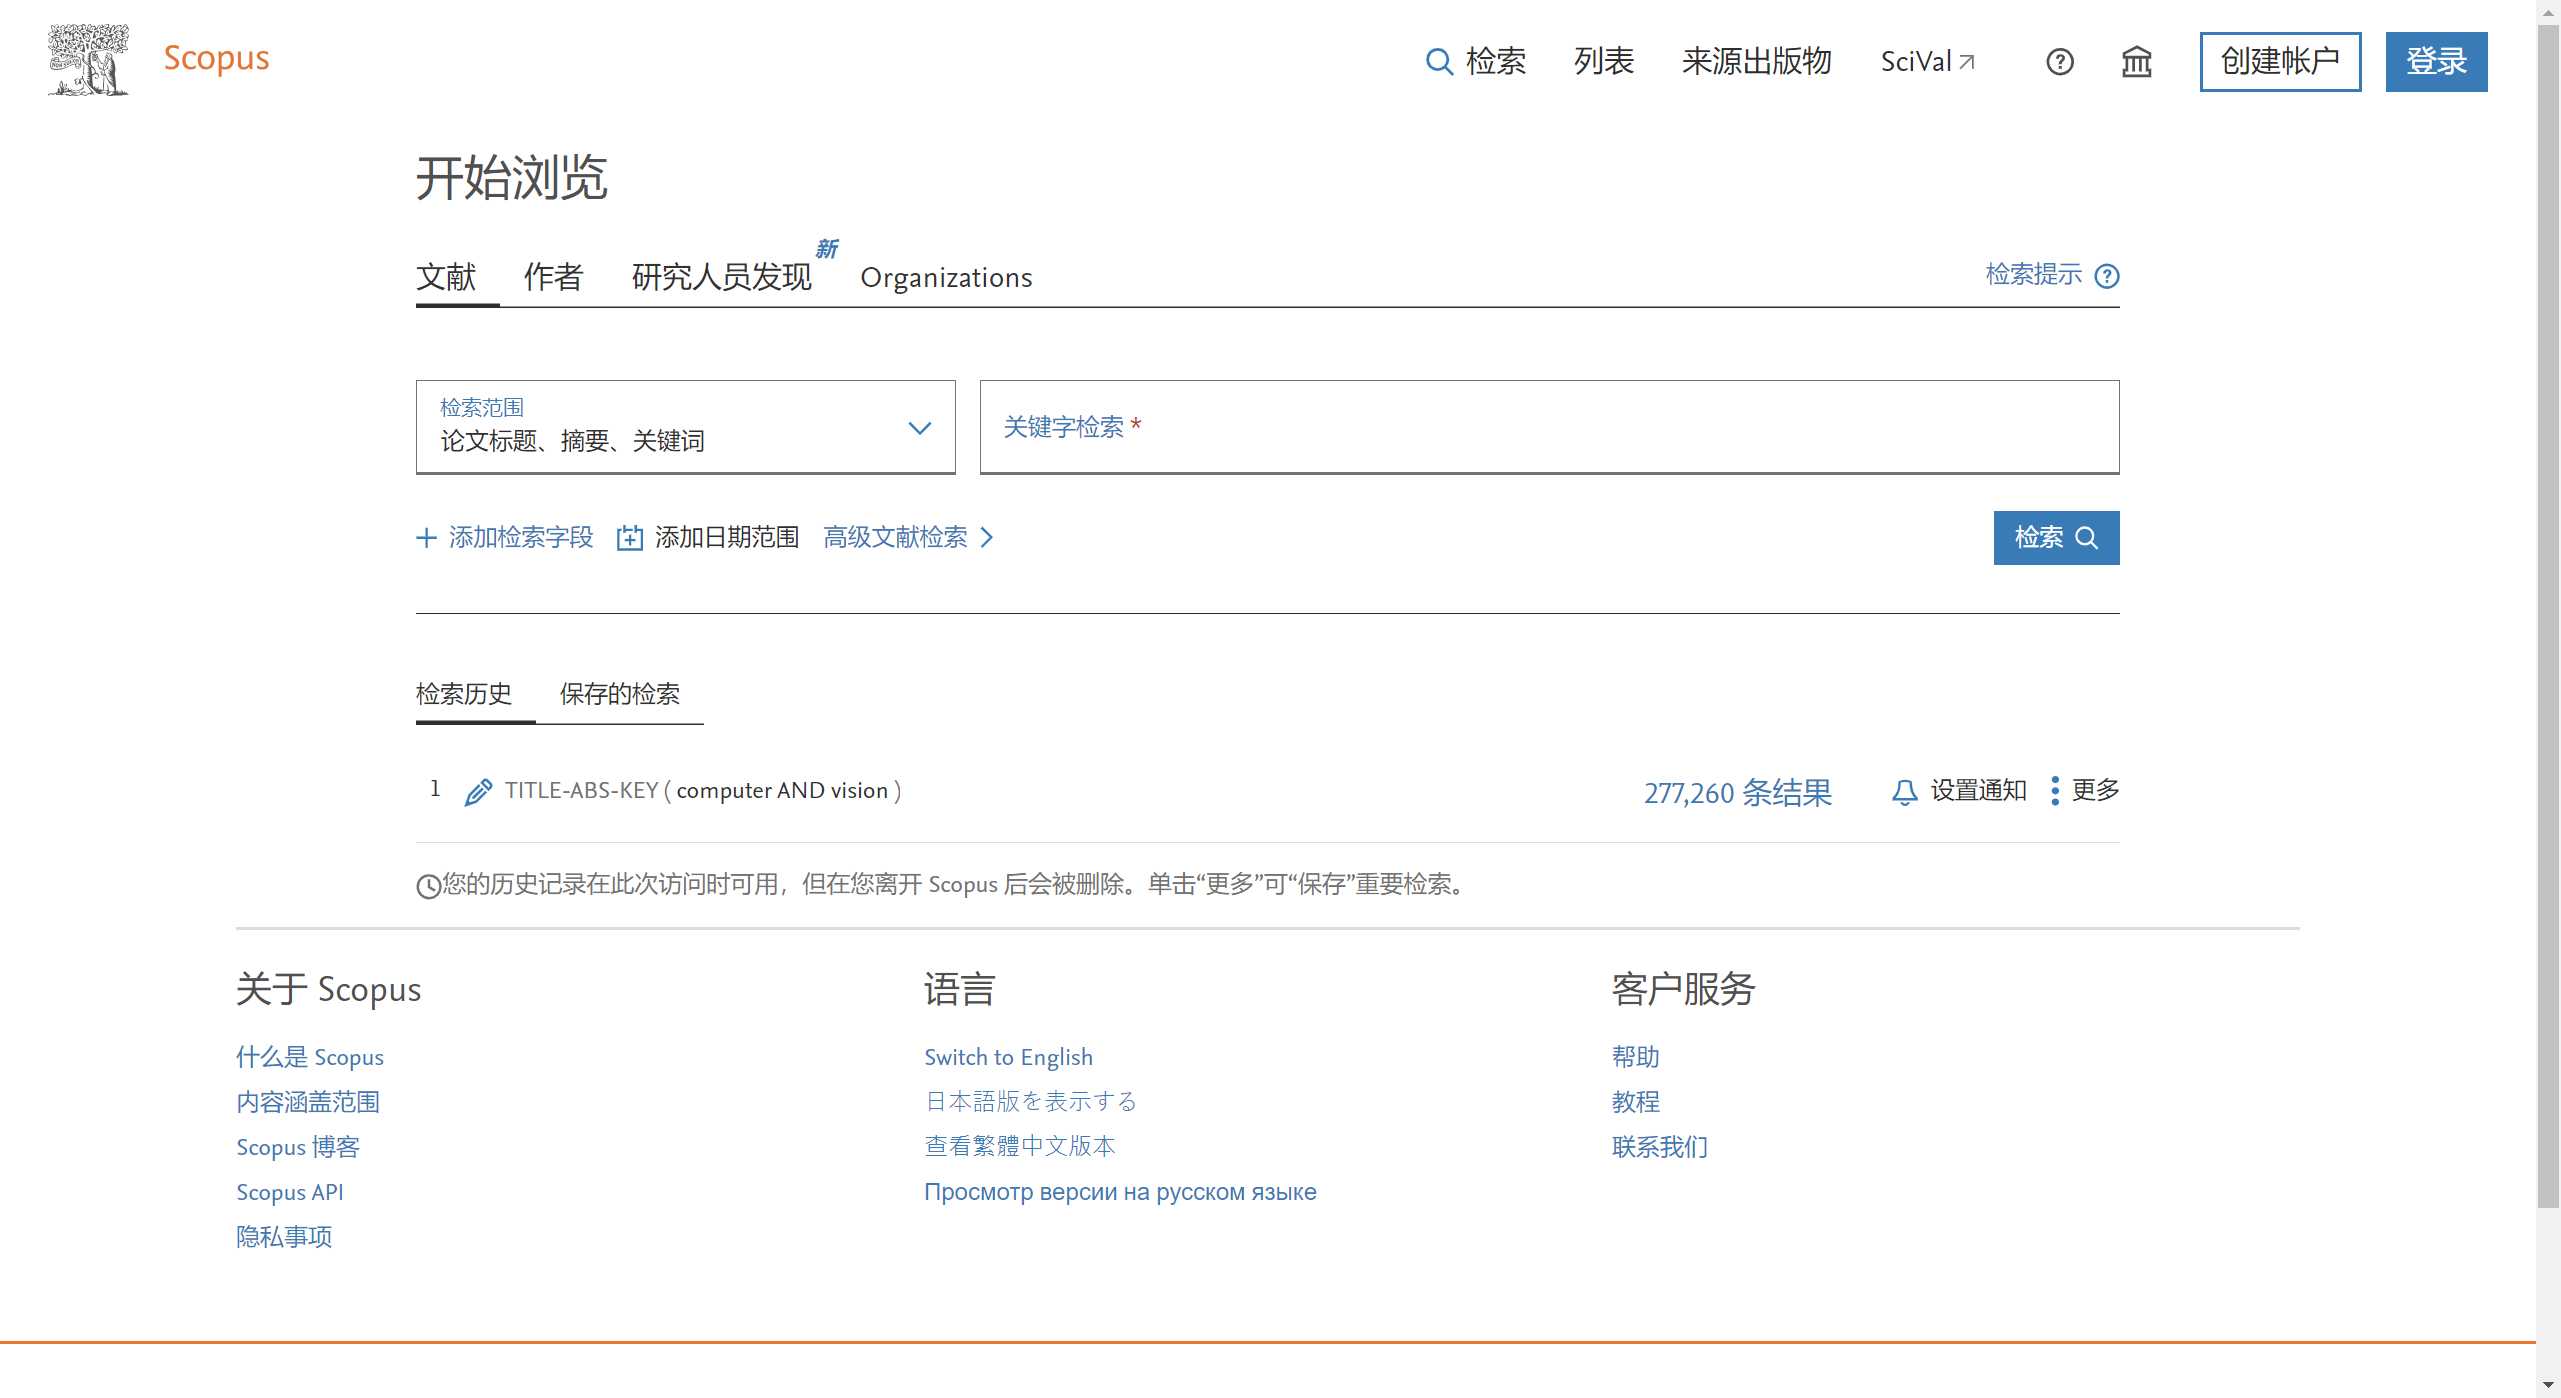 Scopus
检索 列表 来源出版物 SciVal 创建帐户 登录
开始浏览
文献 作者 研究人员发现 新 Organizations 检索提示
检索范围
论文标题、摘要、关键词
关键字检索 *
添加检索字段 添加日期范围 高级文献检索 检索
检索历史 保存的检索
1 TITLE-ABS-KEY ( computer AND vision ) 277,260 条结果 设置通知 更多
您的历史记录在此次访问时可用，但在您离开 Scopus 后会被删除。单击“更多”可“保存”重要检索。
关于 Scopus
什么是 Scopus
内容涵盖范围
Scopus 博客
Scopus API
隐私事项
语言
Switch to English
日本語版を表示する
查看繁體中文版本
Просмотр версии на русском языке
客户服务
帮助
教程
联系我们